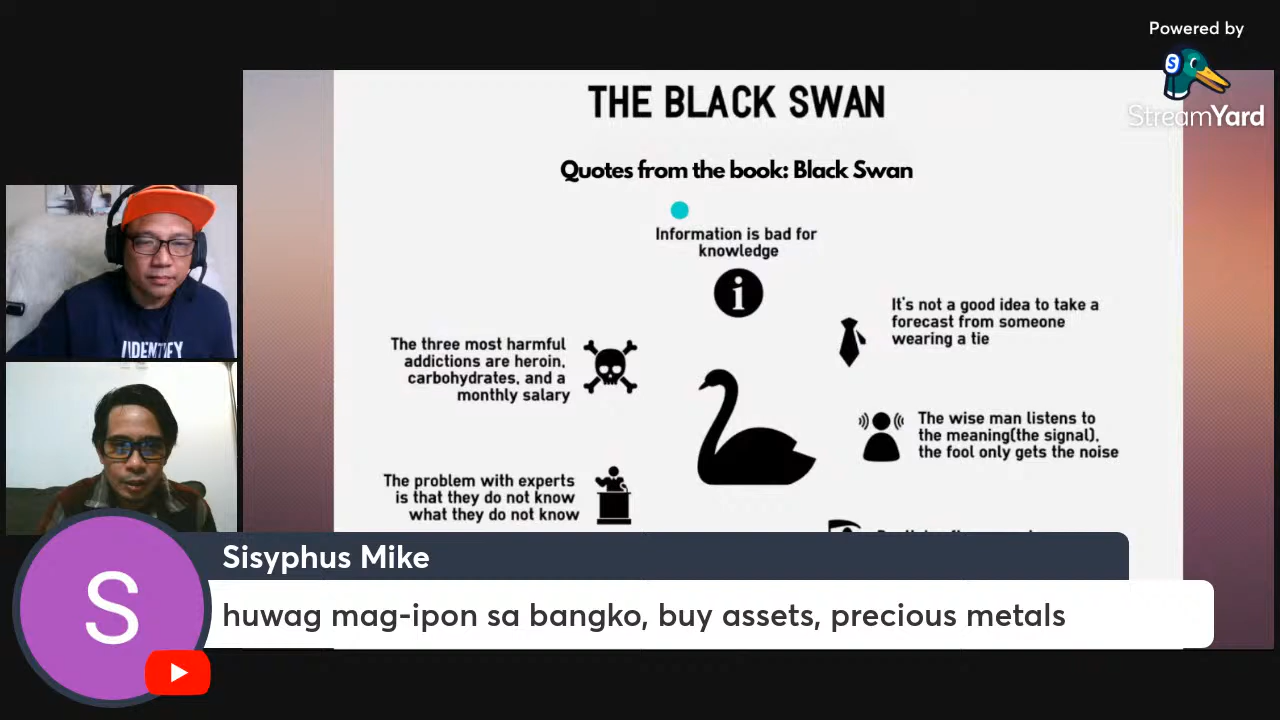 Powered by
StreamYard
THE BLACK SWAN
Quotes from the book: Black Swan
Information is bad for
knowledge
It's not a good idea to take a
forecast from someone
wearing a tie
The three most harmful
addictions are heroin,
carbohydrates, and a
monthly salary
The wise man listens to
the meaning(the signal),
the fool only gets the noise
The problem with experts
is that they do not know
what they do not know
S
Sisyphus Mike
huwag mag-ipon sa bangko, buy assets, precious metals